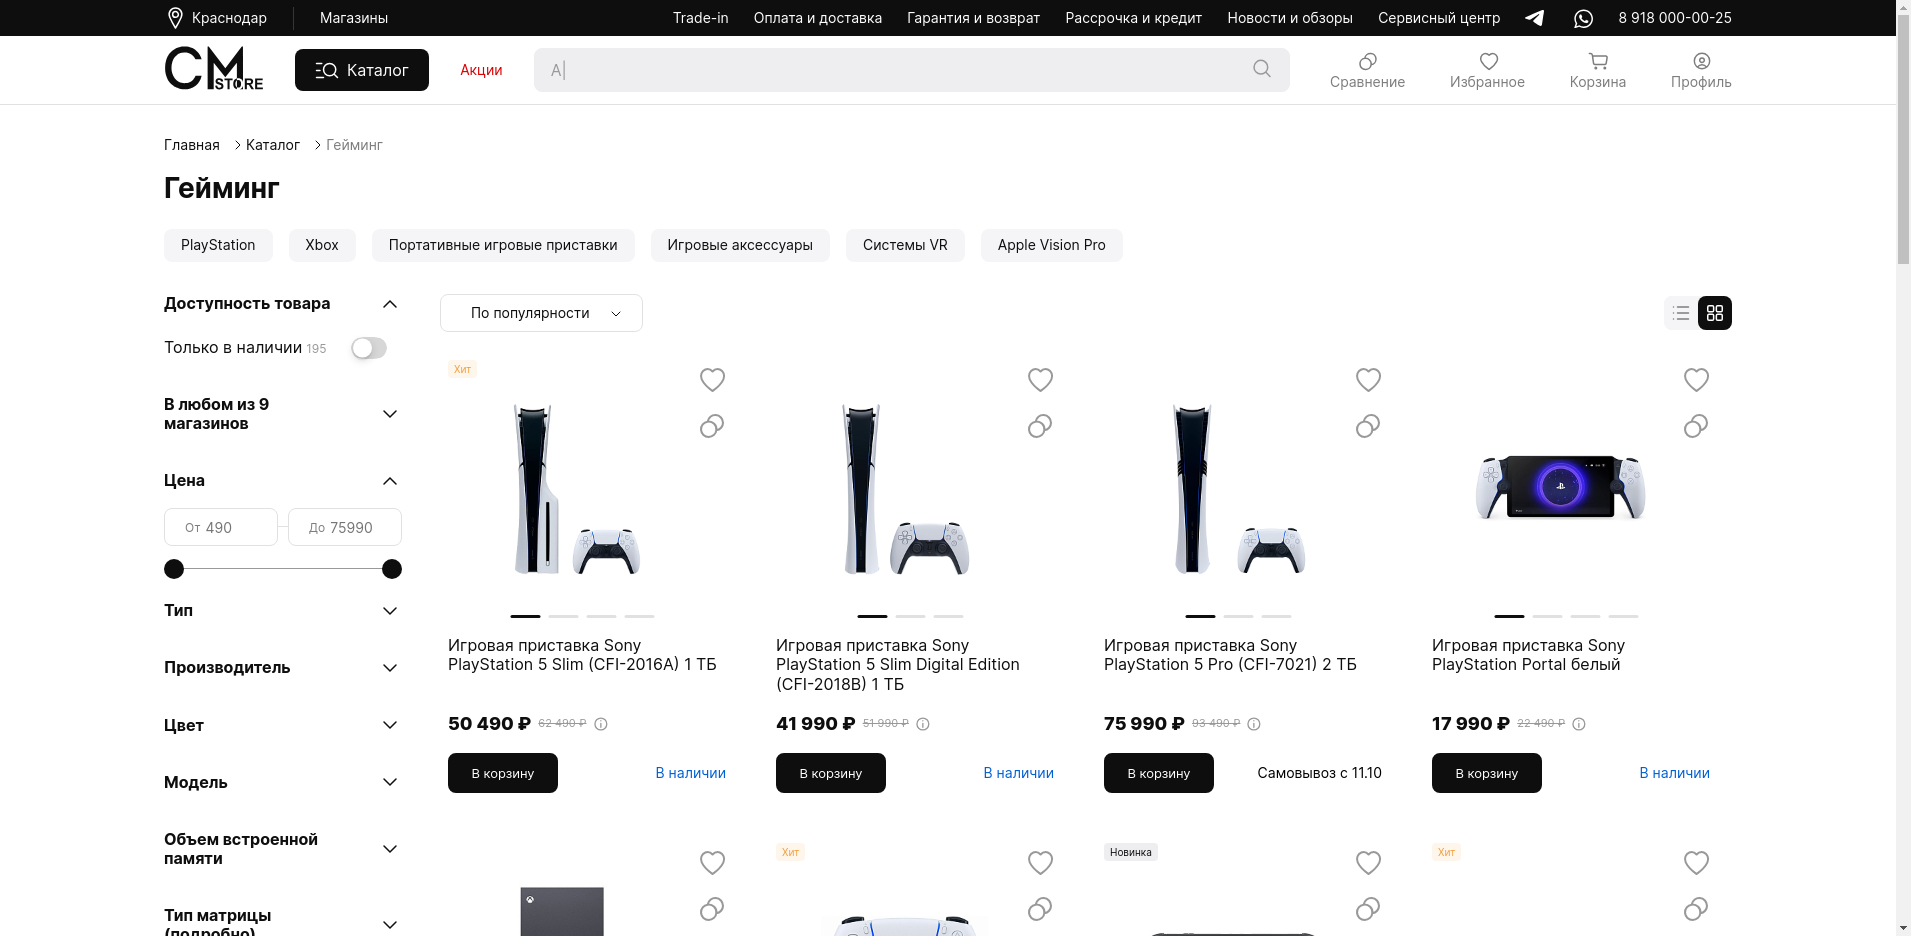 Краснодар
Магазины
Trade-in
Оплата и доставка
Гарантия и возврат
Рассрочка и кредит
Новости и обзоры
Сервисный центр
8 918 000-00-25
CM STORE
Каталог
Акции
А|
Сравнение
Избранное
Корзина
Профиль
Главная
Каталог
Гейминг
Гейминг
PlayStation
Xbox
Портативные игровые приставки
Игровые аксессуары
Системы VR
Apple Vision Pro
Доступность товара
Только в наличии 195
В любом из 9
магазинов
Цена
От 490
До 75990
Тип
Производитель
Цвет
Модель
Объем встроенной
памяти
Тип матрицы
(подробно)
По популярности
Хит
Игровая приставка Sony
PlayStation 5 Slim (CFI-2016A) 1 ТБ
50 490 ₽ 62 490 ₽
В корзину
В наличии
Игровая приставка Sony
PlayStation 5 Slim Digital Edition
(CFI-2018B) 1 ТБ
41 990 ₽ 51 990 ₽
В корзину
В наличии
Игровая приставка Sony
PlayStation 5 Pro (CFI-7021) 2 ТБ
75 990 ₽ 93 490 ₽
В корзину
Самовывоз с 11.10
Игровая приставка Sony
PlayStation Portal белый
17 990 ₽ 22 490 ₽
В корзину
В наличии
Хит
Новинка
Хит